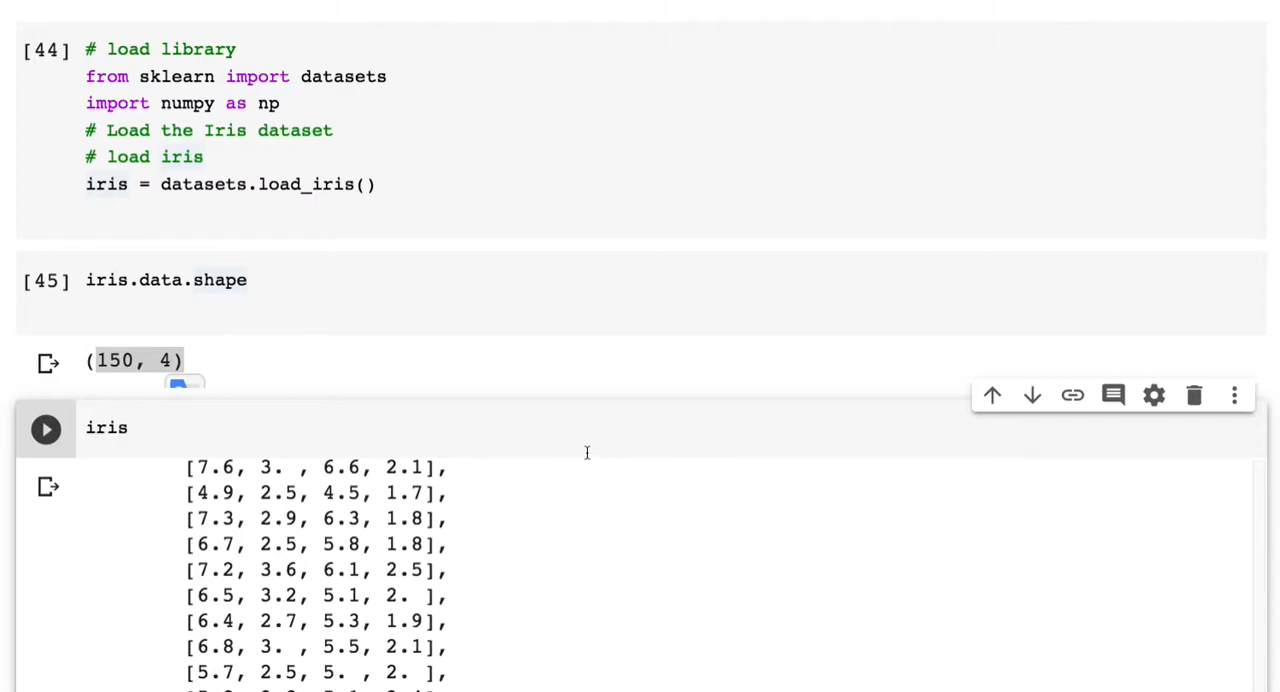 [44] # load library
from sklearn import datasets
import numpy as np
# Load the Iris dataset
# load iris
iris = datasets.load_iris()
[45] iris.data.shape
(150, 4)
iris
[7.6, 3. , 6.6, 2.1],
[4.9, 2.5, 4.5, 1.7],
[7.3, 2.9, 6.3, 1.8],
[6.7, 2.5, 5.8, 1.8],
[7.2, 3.6, 6.1, 2.5],
[6.5, 3.2, 5.1, 2. ],
[6.4, 2.7, 5.3, 1.9],
[6.8, 3. , 5.5, 2.1],
[5.7, 2.5, 5. , 2. ],